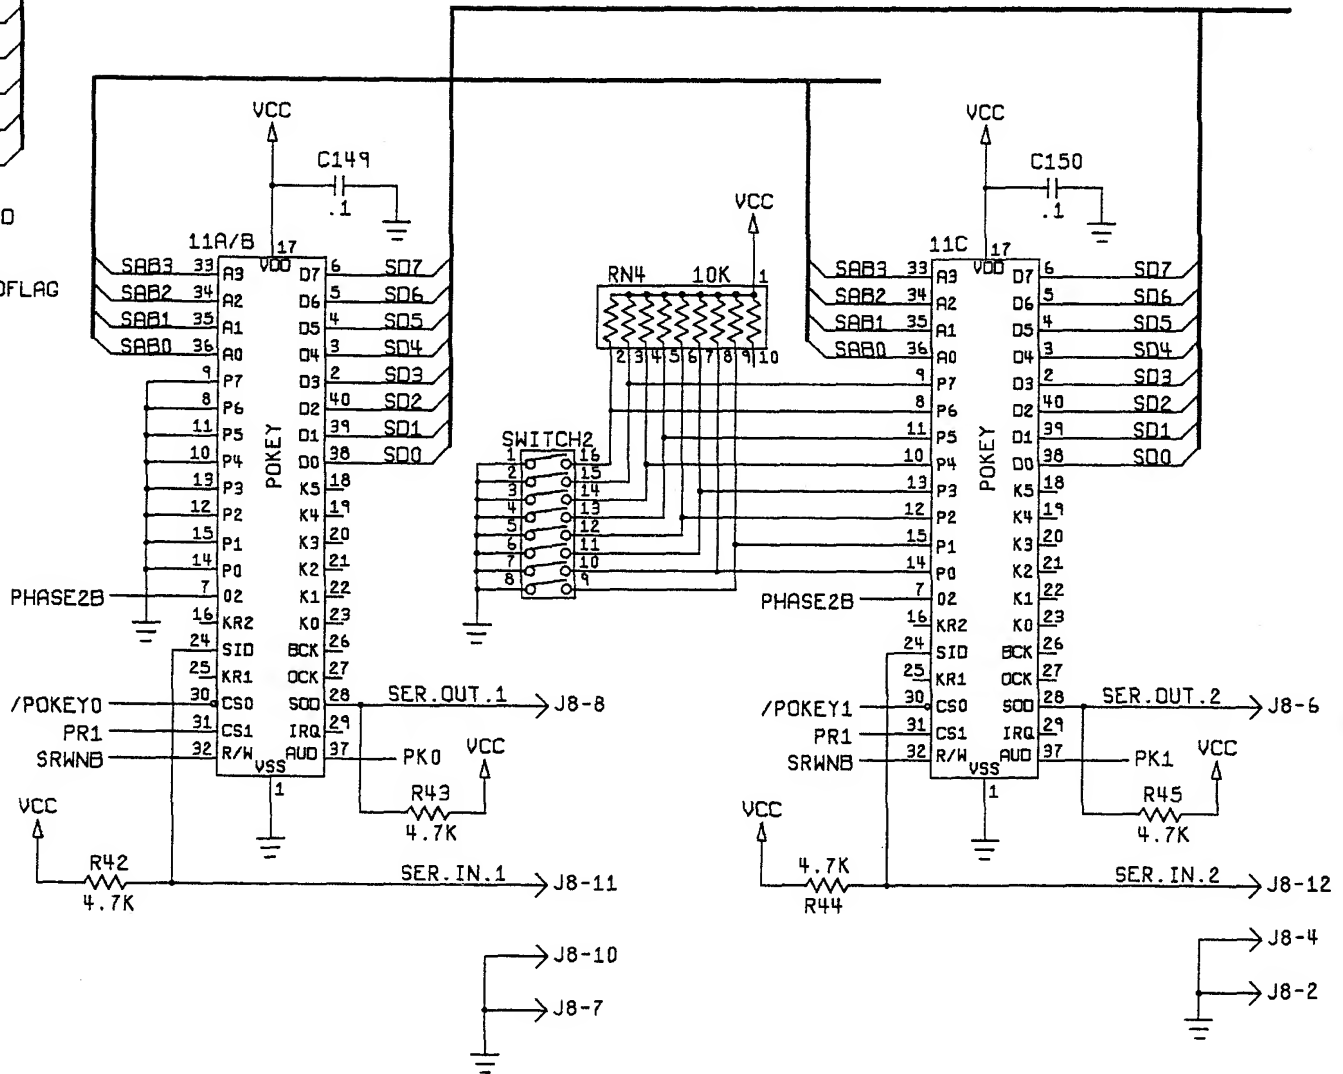 O
OFLAG
VCC
C149
.1
11A/B
17
VDD
SAB3 33 A3 D7 6 SD7
SAB2 34 A2 D6 5 SD6
SAB1 35 A1 D5 4 SD5
SAB0 36 A0 D4 3 SD4
9 P7 D3 2 SD3
8 P6 D2 40 SD2
11 P5 D1 39 SD1
10 P4 D0 38 SD0
13 P3 K5 18
12 P2 K4 19
15 P1 K3 20
14 P0 K2 21
PHASE2B 7 O2 K1 22
16 KR2 K0 23
24 SID BCK 26
25 KR1 OCK 27
/POKEY0 30 CS0 SOD 28 SER.OUT.1 J8-8
PR1 31 CS1 IRQ 29
SRWNB 32 R/W AUD 37 PK0
POKEY
VSS
1
VCC
R43
4.7K
VCC
R42
4.7K
SER.IN.1 J8-11
J8-10
J8-7
VCC
RN4 10K 1
2 3 4 5 6 7 8 9 10
SWITCH2
1 16
2 15
3 14
4 13
5 12
6 11
7 10
8 9
VCC
C150
.1
11C
17
VDD
SAB3 33 A3 D7 6 SD7
SAB2 34 A2 D6 5 SD6
SAB1 35 A1 D5 4 SD5
SAB0 36 A0 D4 3 SD4
9 P7 D3 2 SD3
8 P6 D2 40 SD2
11 P5 D1 39 SD1
10 P4 D0 38 SD0
13 P3 K5 18
12 P2 K4 19
15 P1 K3 20
14 P0 K2 21
PHASE2B 7 O2 K1 22
16 KR2 K0 23
24 SID BCK 26
25 KR1 OCK 27
/POKEY1 30 CS0 SOD 28 SER.OUT.2 J8-6
PR1 31 CS1 IRQ 29
SRWNB 32 R/W AUD 37 PK1
POKEY
VSS
1
VCC
R45
4.7K
VCC
4.7K
R44
SER.IN.2 J8-12
J8-4
J8-2